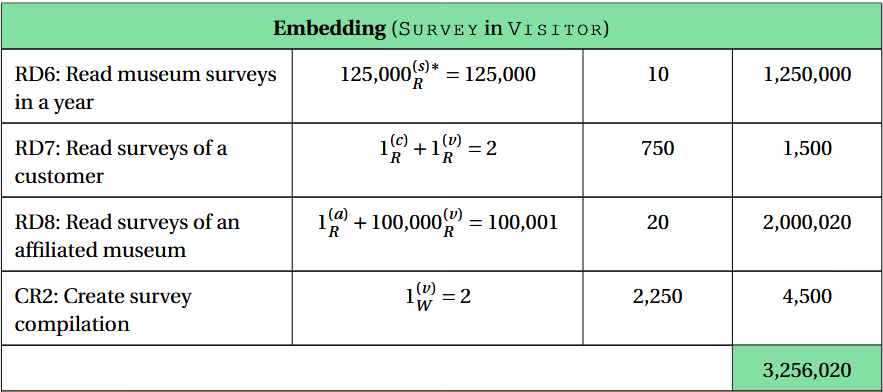 Embedding (SURVEY in VISITOR)
RD6: Read museum surveys 125,000_R^{(s)*} = 125,000 10 1,250,000
in a year
RD7: Read surveys of a 1_R^{(c)} + 1_R^{(v)} = 2 750 1,500
customer
RD8: Read surveys of an 1_R^{(a)} + 100,000_R^{(v)} = 100,001 20 2,000,020
affiliated museum
CR2: Create survey 1_W^{(v)} = 2 2,250 4,500
compilation
3,256,020